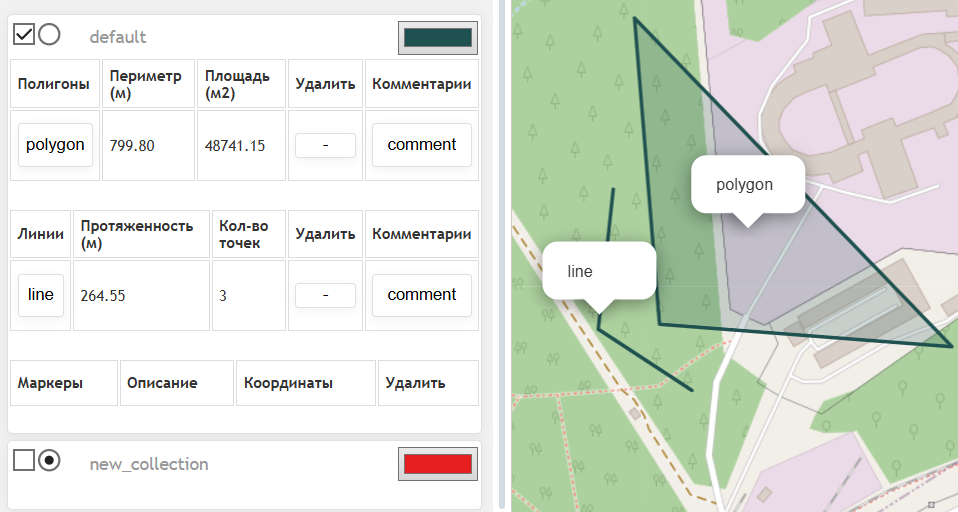 default
Полигоны Периметр (м) Площадь (м2) Удалить Комментарии
polygon 799.80 48741.15 - comment
Линии Протяженность (м) Кол-во точек Удалить Комментарии
line 264.55 3 - comment
Маркеры Описание Координаты Удалить
new_collection
polygon
line